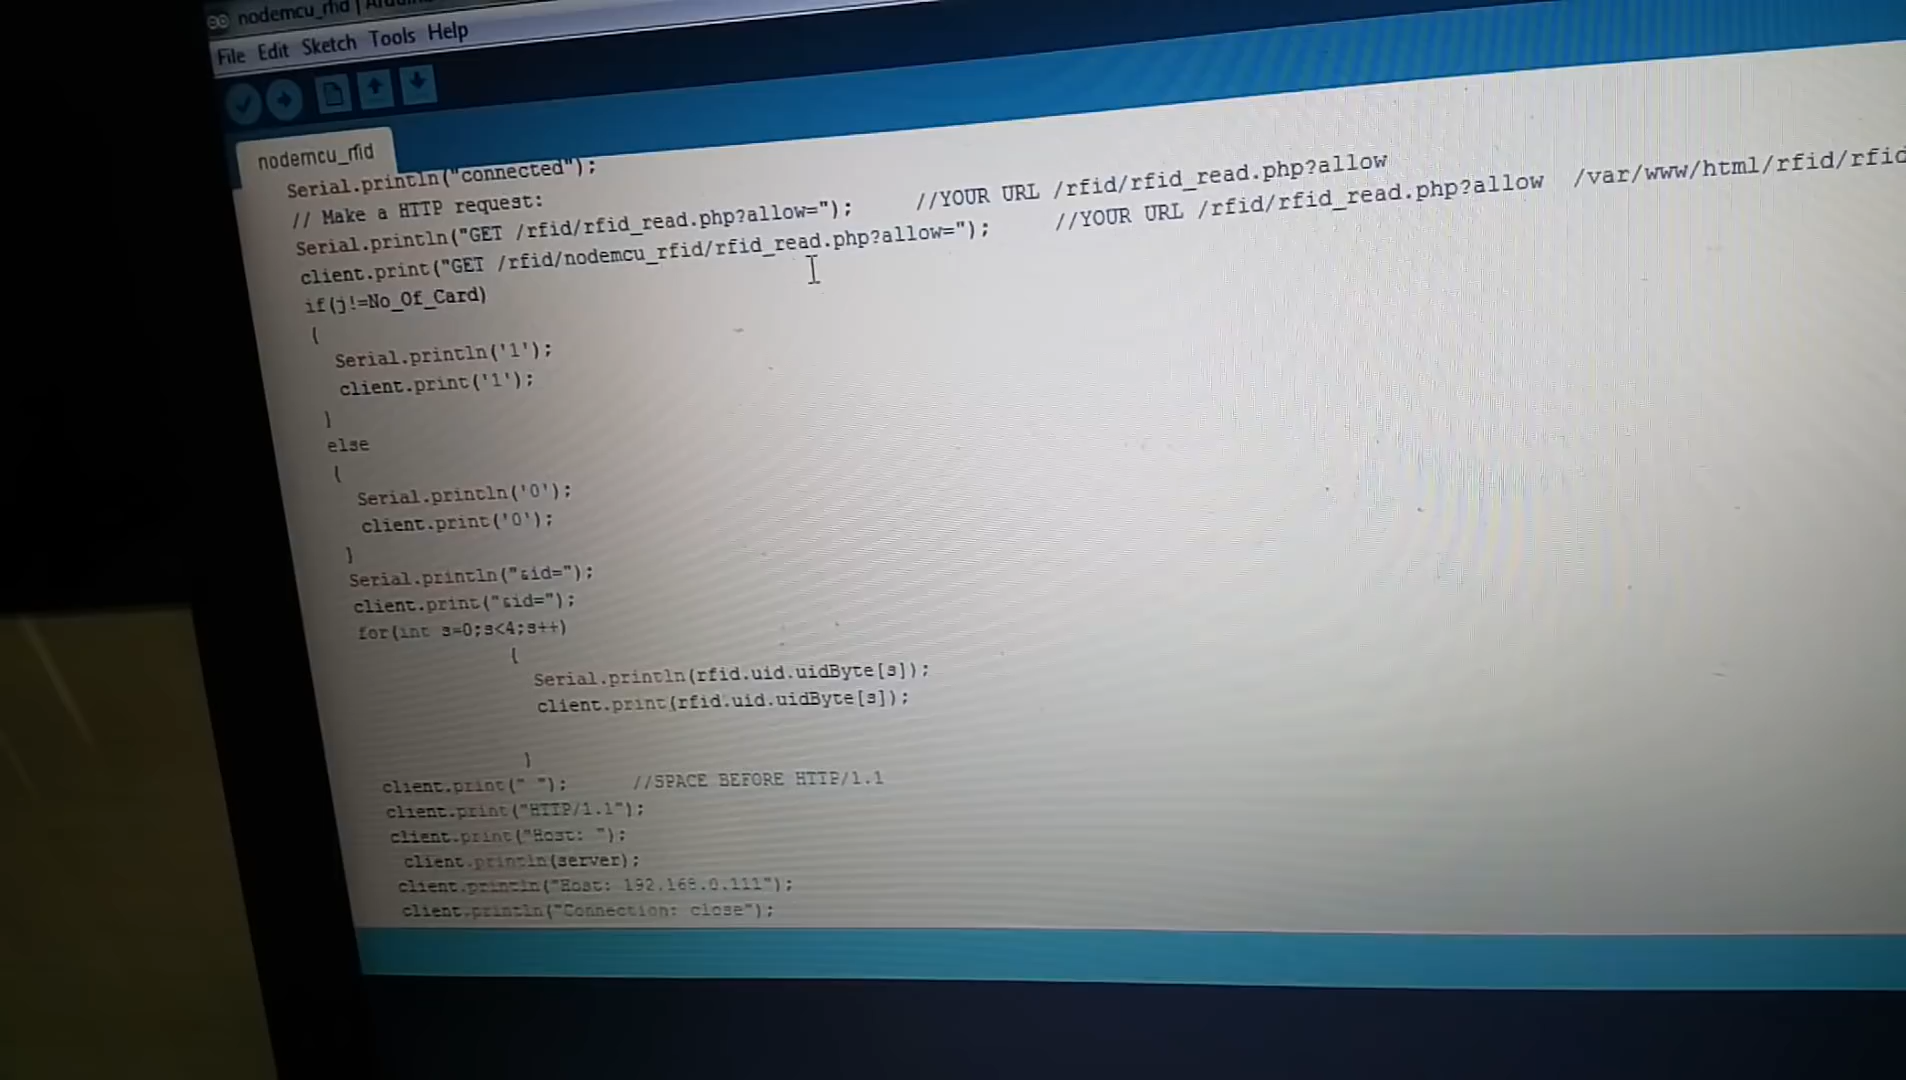 nodemcu_rfid |
File Edit Sketch Tools Help
nodemcu_rfid
Serial.println("connected");
// Make a HTTP request:
Serial.println("GET /rfid/rfid_read.php?allow="); //YOUR URL /rfid/rfid_read.php?allow
client.print("GET /rfid/nodemcu_rfid/rfid_read.php?allow="); //YOUR URL /rfid/rfid_read.php?allow /var/www/html/rfid/rfid
if(j!=No_Of_Card)
{
Serial.println('1');
client.print('1');
}
else
{
Serial.println('0');
client.print('0');
}
Serial.println("&id=");
client.print("&id=");
for(int s=0;s<4;s++)
{
Serial.println(rfid.uid.uidByte[s]);
client.print(rfid.uid.uidByte[s]);
}
client.print(" "); //SPACE BEFORE HTTP/1.1
client.print("HTTP/1.1");
client.print("Host: ");
client.println(server);
client.println("Host: 192.168.0.111");
client.println("Connection: close");